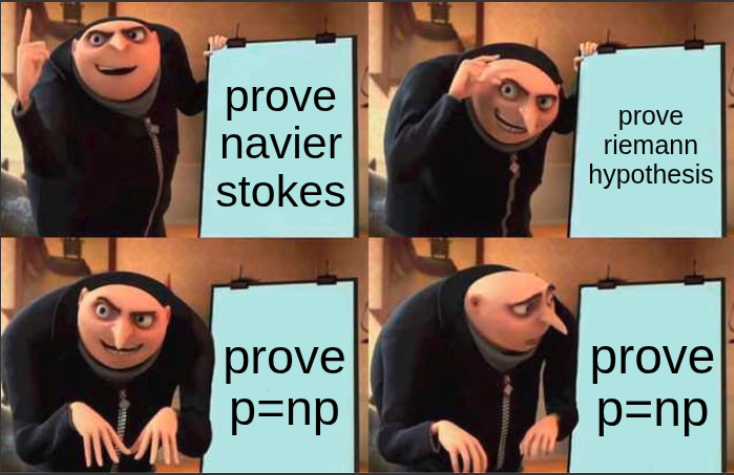 prove
navier
stokes
prove
riemann
hypothesis
prove
p=np
prove
p=np